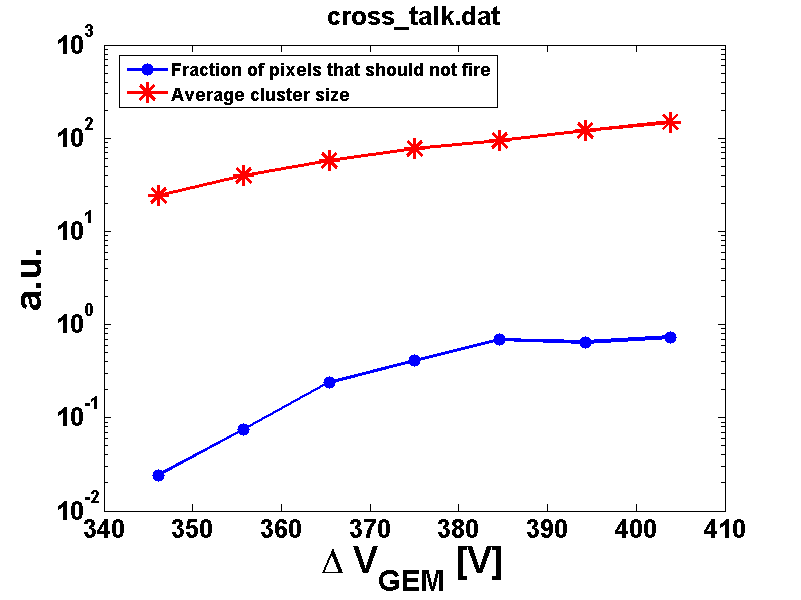 cross_talk.dat
Fraction of pixels that should not fire
Average cluster size
10^3
10^2
10^1
10^0
10^-1
10^-2
a.u.
340 350 360 370 380 390 400 410
Δ V_GEM [V]